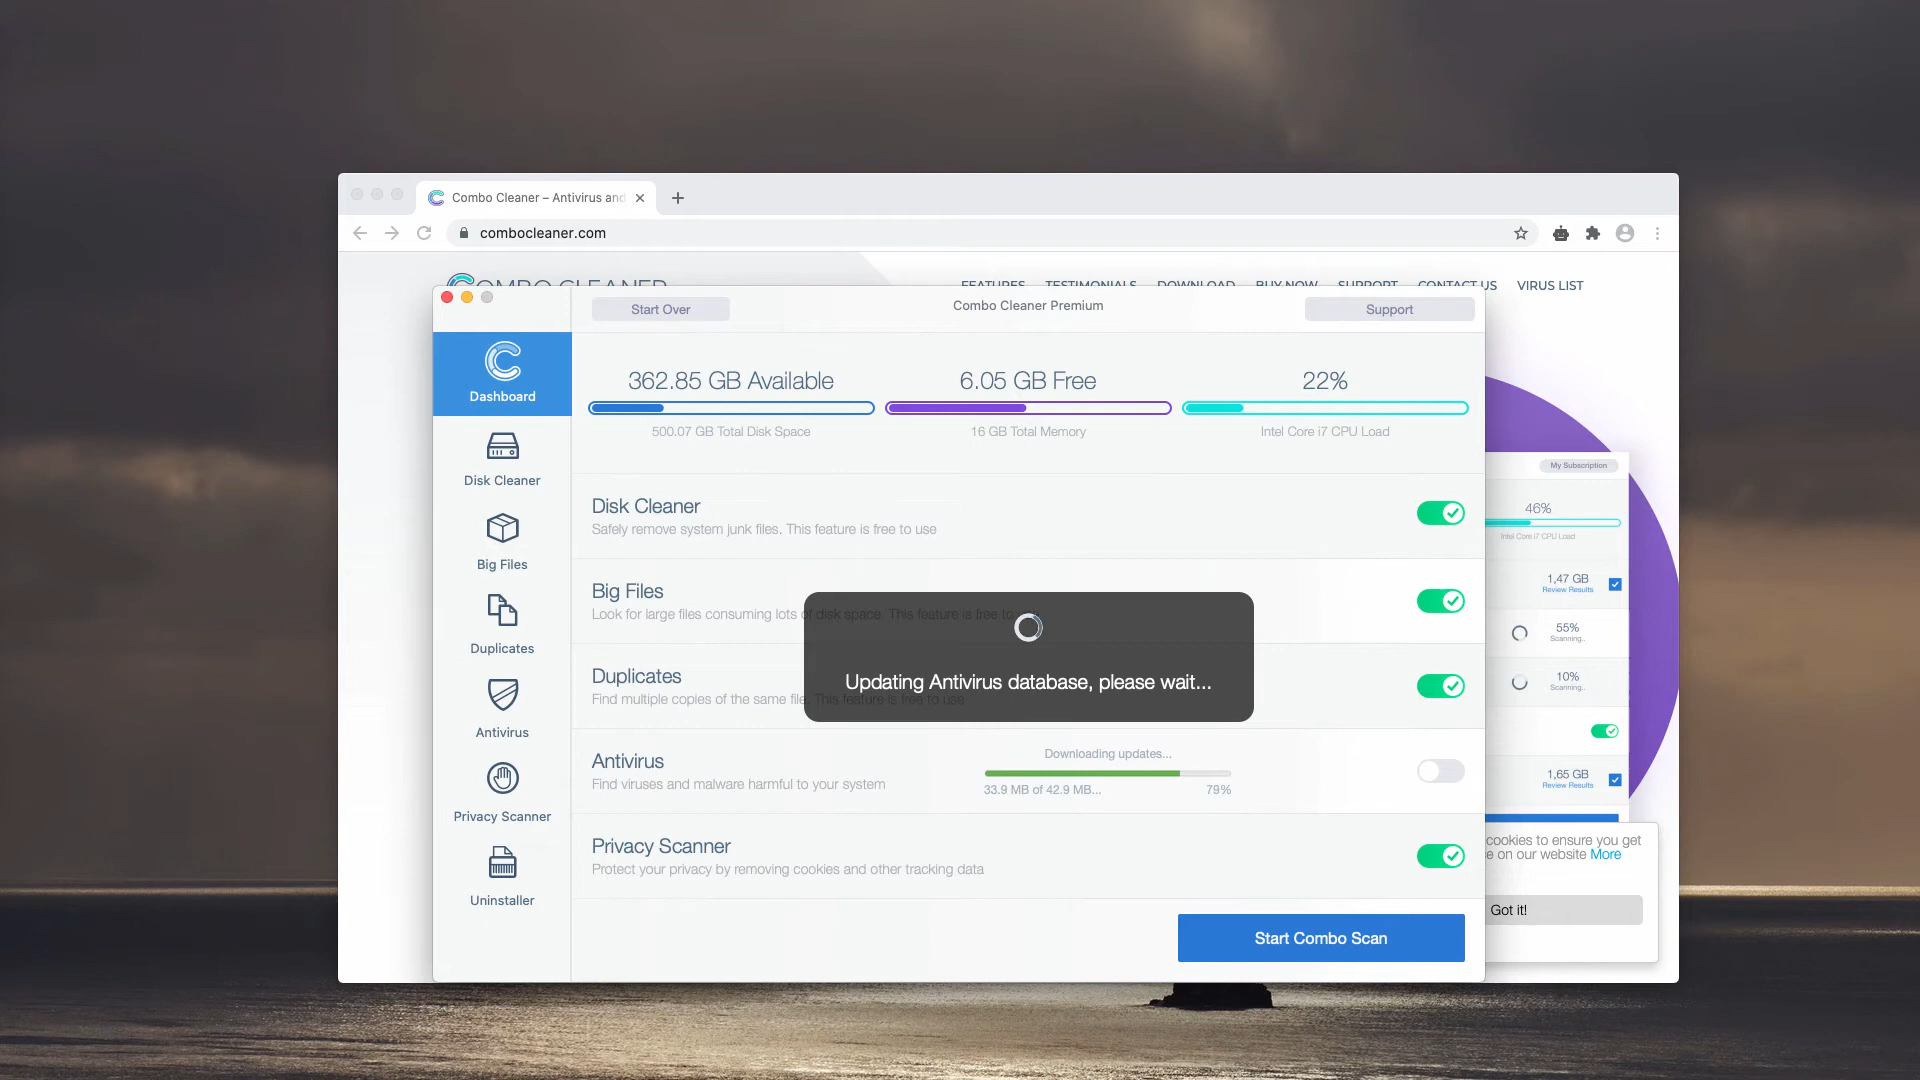 Combo Cleaner – Antivirus and
combocleaner.com
COMBO CLEANER
FEATURES TESTIMONIALS DOWNLOAD BUY NOW SUPPORT CONTACT US VIRUS LIST
Start Over
Combo Cleaner Premium
Support
Dashboard
Disk Cleaner
Big Files
Duplicates
Antivirus
Privacy Scanner
Uninstaller
362.85 GB Available
500.07 GB Total Disk Space
6.05 GB Free
16 GB Total Memory
22%
Intel Core i7 CPU Load
Disk Cleaner
Safely remove system junk files. This feature is free to use
Big Files
Look for large files consuming lots of disk space. This feature is free to use
Duplicates
Find multiple copies of the same file. This feature is free to use
Updating Antivirus database, please wait...
Antivirus
Find viruses and malware harmful to your system
Downloading updates...
33.9 MB of 42.9 MB...
79%
Privacy Scanner
Protect your privacy by removing cookies and other tracking data
Start Combo Scan
My Subscription
46%
Intel Core i7 CPU Load
1,47 GB
Review Results
55%
Scanning..
10%
Scanning..
1,65 GB
Review Results
cookies to ensure you get
e on our website More
Got it!